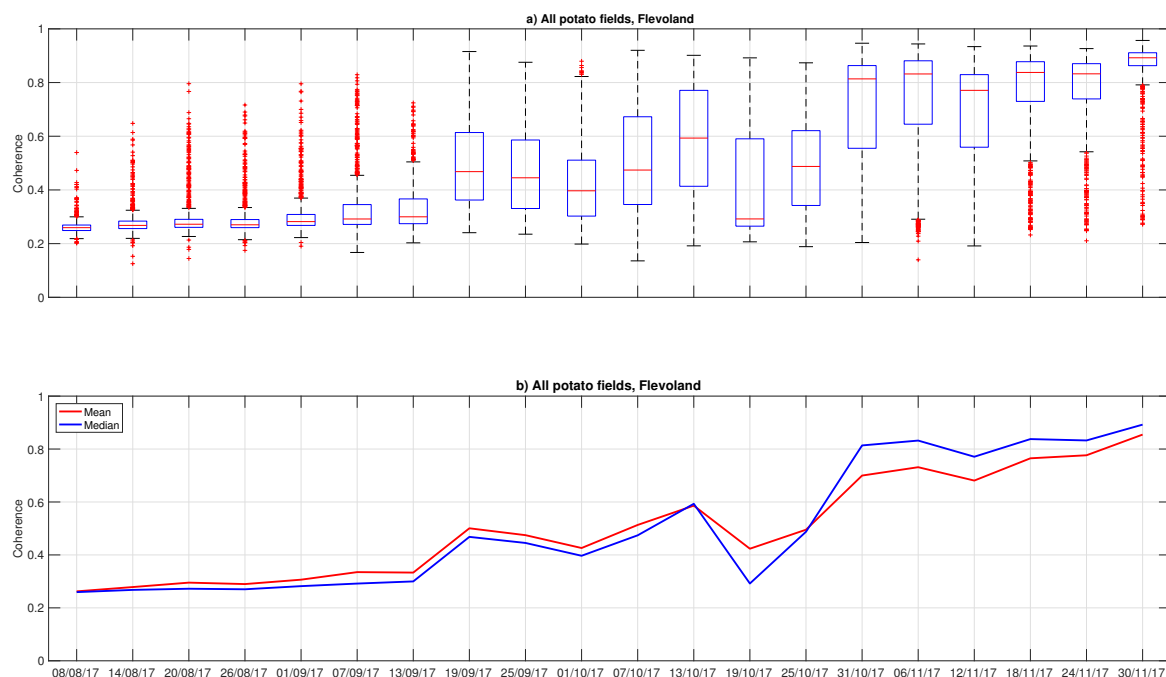 a) All potato fields, Flevoland
1
0.8
0.6
0.4
0.2
0
Coherence
b) All potato fields, Flevoland
1
0.8
0.6
0.4
0.2
0
Coherence
Mean
Median
08/08/17 14/08/17 20/08/17 26/08/17 01/09/17 07/09/17 13/09/17 19/09/17 25/09/17 01/10/17 07/10/17 13/10/17 19/10/17 25/10/17 31/10/17 06/11/17 12/11/17 18/11/17 24/11/17 30/11/17